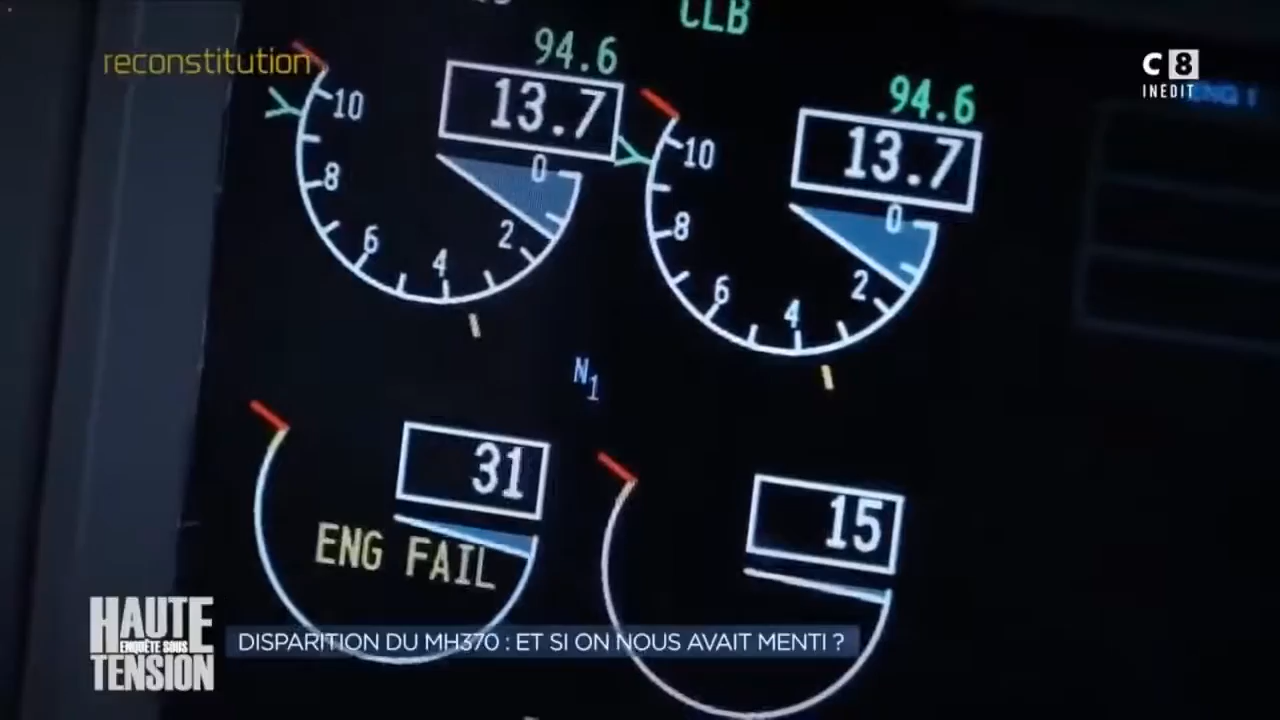 CLB
reconstitution
94.6
94.6
C8
INEDIT
13.7
13.7
10
8
6
4
2
0
10
8
6
4
2
0
N1
31
15
ENG FAIL
HAUTE
ENQUÊTE SOUS
TENSION
DISPARITION DU MH370 : ET SI ON NOUS AVAIT MENTI ?